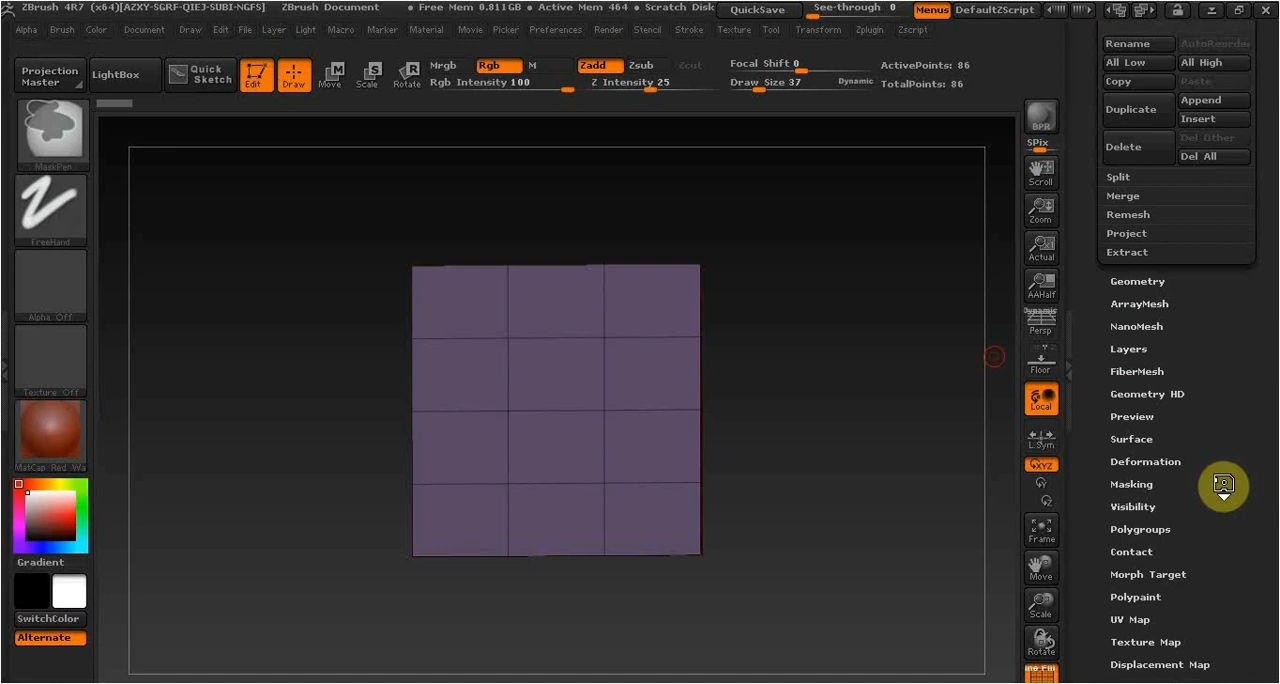 ZBrush 4R7 (x64)[AZXY-SGRF-QIEJ-SUBI-NGFS] ZBrush Document • Free Mem 0.811GB • Active Mem 464 • Scratch Disk QuickSave See-through 0 Menus DefaultZScript
Alpha Brush Color Document Draw Edit File Layer Light Macro Marker Material Movie Picker Preferences Render Stencil Stroke Texture Tool Transform Zplugin Zscript
Projection Master
LightBox
Quick Sketch
Edit
Draw
Move
Scale
Rotate
Mrgb Rgb M
Rgb Intensity 100
Zadd Zsub Zcut
Z Intensity 25
Focal Shift 0
Draw Size 37 Dynamic
ActivePoints: 86
TotalPoints: 86
MaskPen
FreeHand
Alpha Off
Texture Off
MatCap Red Wa
Gradient
SwitchColor
Alternate
BPR
SPix
Scroll
Zoom
Actual
AAHalf
Dynamic
Persp
Floor
Local
L.Sym
XYZ
Y
Z
Frame
Move
Scale
Rotate
Rename AutoReorder
All Low All High
Copy Paste
Duplicate
Append
Insert
Delete
Del Other
Del All
Split
Merge
Remesh
Project
Extract
Geometry
ArrayMesh
NanoMesh
Layers
FiberMesh
Geometry HD
Preview
Surface
Deformation
Masking
Visibility
Polygroups
Contact
Morph Target
Polypaint
UV Map
Texture Map
Displacement Map